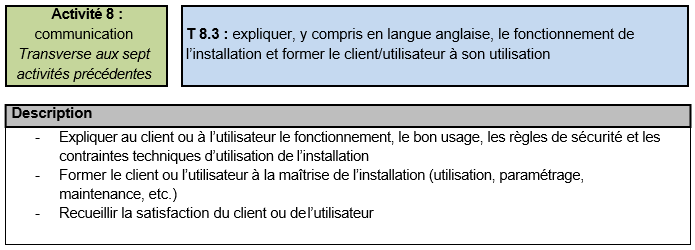 Activité 8 :
communication
Transverse aux sept
activités précédentes
T 8.3 : expliquer, y compris en langue anglaise, le fonctionnement de
l'installation et former le client/utilisateur à son utilisation
Description
- Expliquer au client ou à l'utilisateur le fonctionnement, le bon usage, les règles de sécurité et les
contraintes techniques d'utilisation de l'installation
- Former le client ou l'utilisateur à la maîtrise de l'installation (utilisation, paramétrage,
maintenance, etc.)
- Recueillir la satisfaction du client ou de l'utilisateur